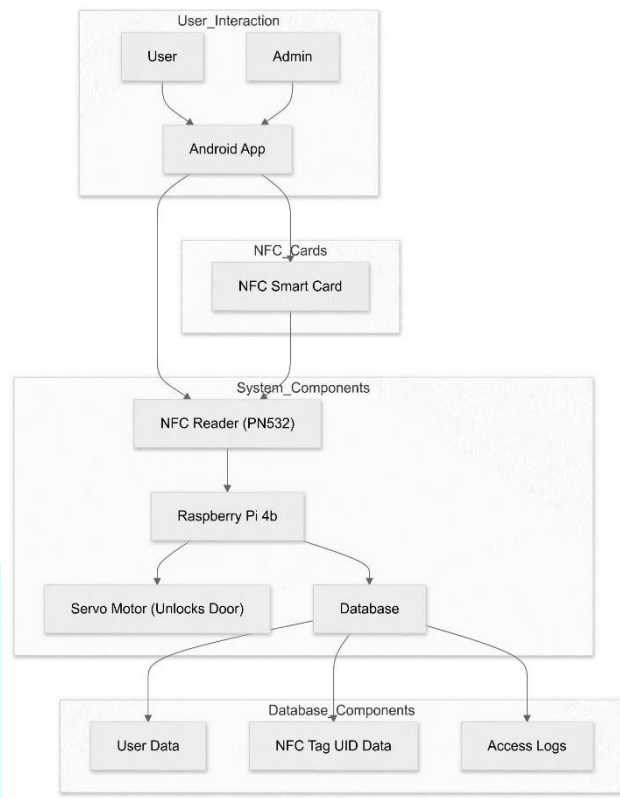 User_Interaction
User
Admin
Android App
NFC_Cards
NFC Smart Card
System_Components
NFC Reader (PN532)
Raspberry Pi 4b
Servo Motor (Unlocks Door)
Database
Database_Components
User Data
NFC Tag UID Data
Access Logs